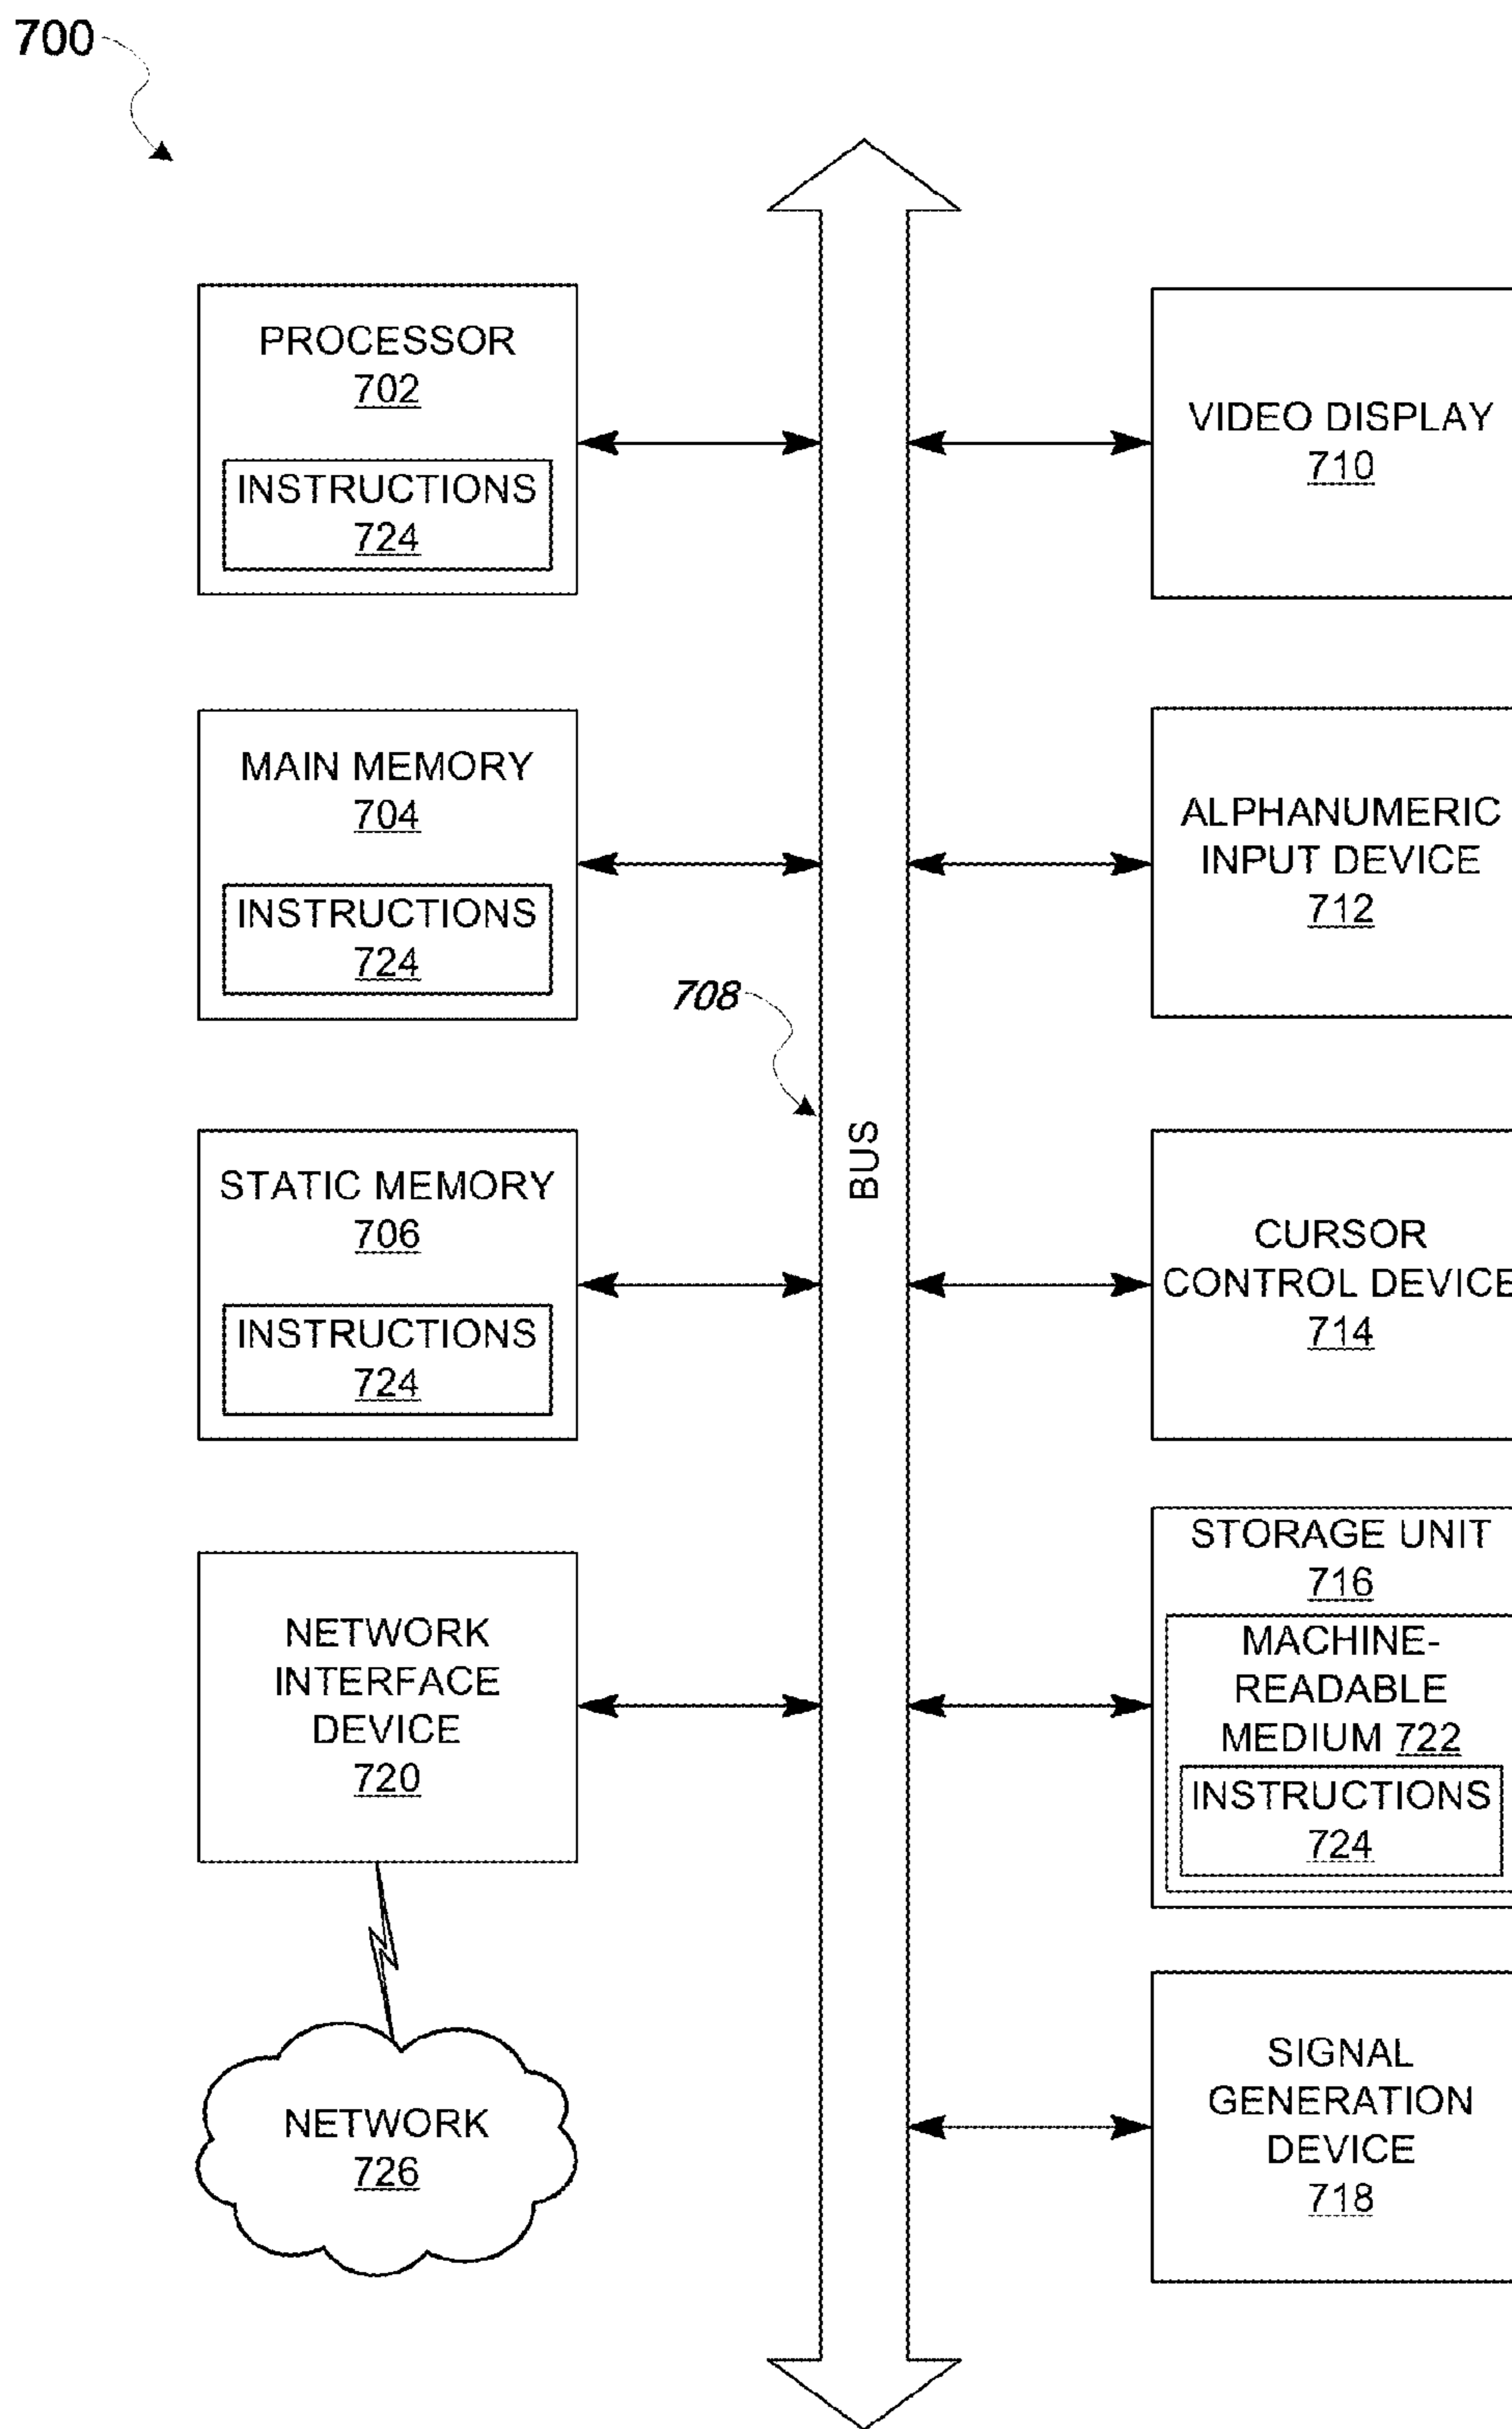 700
PROCESSOR
702
INSTRUCTIONS
724
MAIN MEMORY
704
INSTRUCTIONS
724
STATIC MEMORY
706
INSTRUCTIONS
724
NETWORK
INTERFACE
DEVICE
720
NETWORK
726
708
BUS
VIDEO DISPLAY
710
ALPHANUMERIC
INPUT DEVICE
712
CURSOR
CONTROL DEVICE
714
STORAGE UNIT
716
MACHINE-
READABLE
MEDIUM 722
INSTRUCTIONS
724
SIGNAL
GENERATION
DEVICE
718